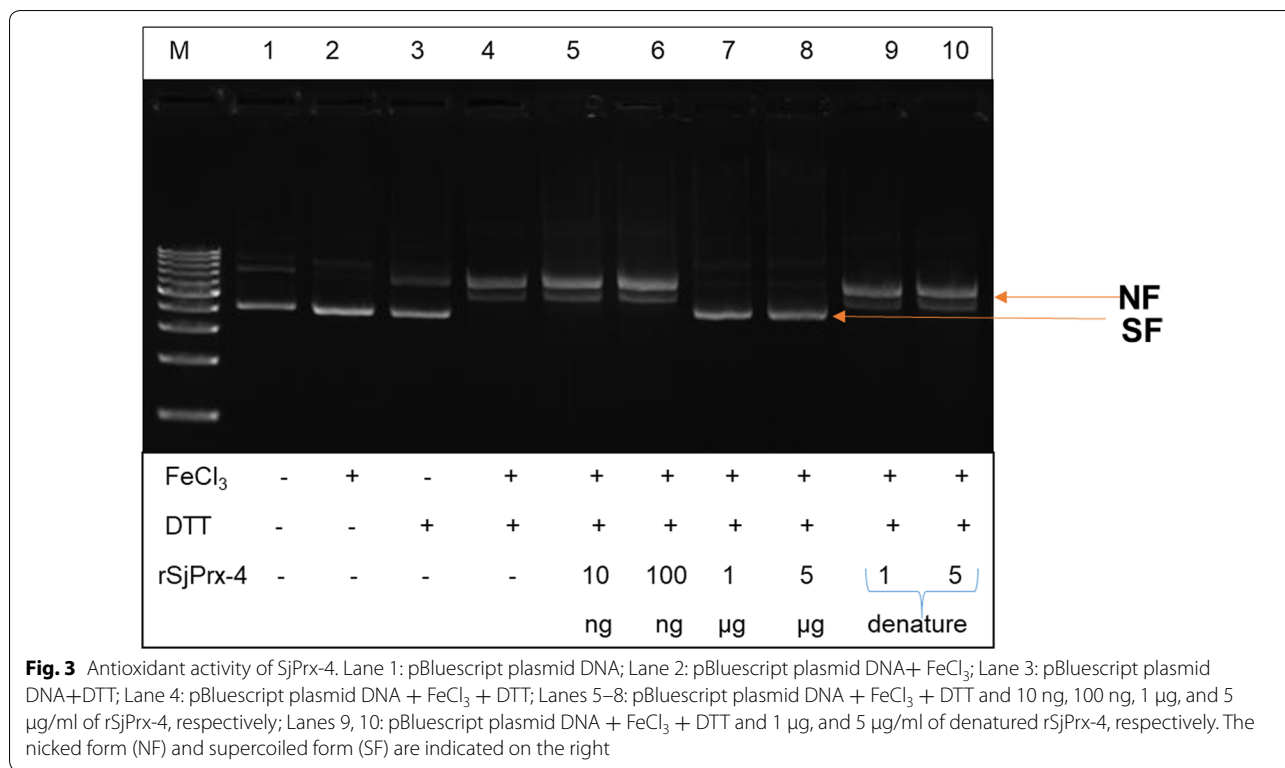 M 1 2 3 4 5 6 7 8 9 10
NF
SF
FeCl₃ - + - + + + + + + +
DTT - - + + + + + + + +
rSjPrx-4 - - - - 10 100 1 5 1 5
ng ng µg µg denature
Fig. 3 Antioxidant activity of SjPrx-4. Lane 1: pBluescript plasmid DNA; Lane 2: pBluescript plasmid DNA+ FeCl₃; Lane 3: pBluescript plasmid
DNA+DTT; Lane 4: pBluescript plasmid DNA + FeCl₃ + DTT; Lanes 5–8: pBluescript plasmid DNA + FeCl₃ + DTT and 10 ng, 100 ng, 1 µg, and 5
µg/ml of rSjPrx-4, respectively; Lanes 9, 10: pBluescript plasmid DNA + FeCl₃ + DTT and 1 µg, and 5 µg/ml of denatured rSjPrx-4, respectively. The
nicked form (NF) and supercoiled form (SF) are indicated on the right